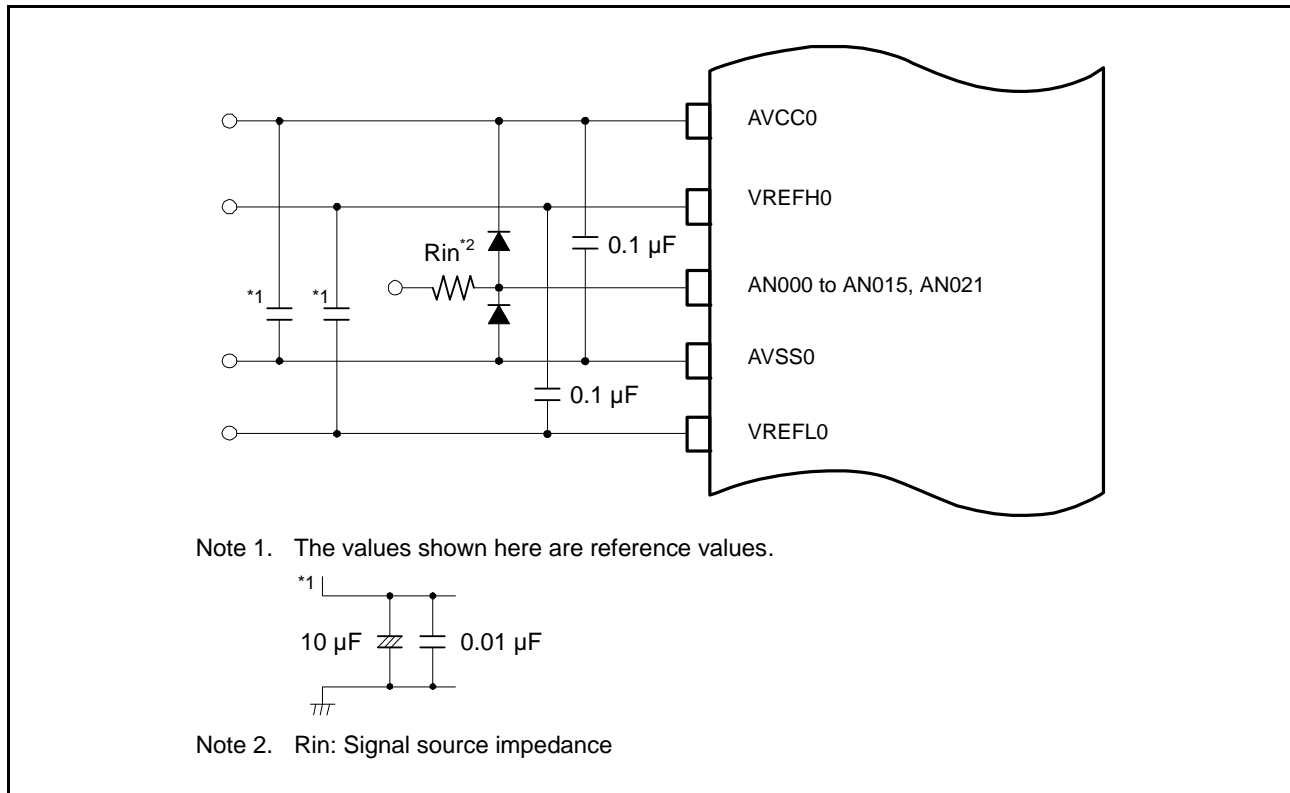 AVCC0
VREFH0
Rin*2
0.1 µF
AN000 to AN015, AN021
*1
*1
AVSS0
0.1 µF
VREFL0
Note 1. The values shown here are reference values.
*1
10 µF
0.01 µF
Note 2. Rin: Signal source impedance